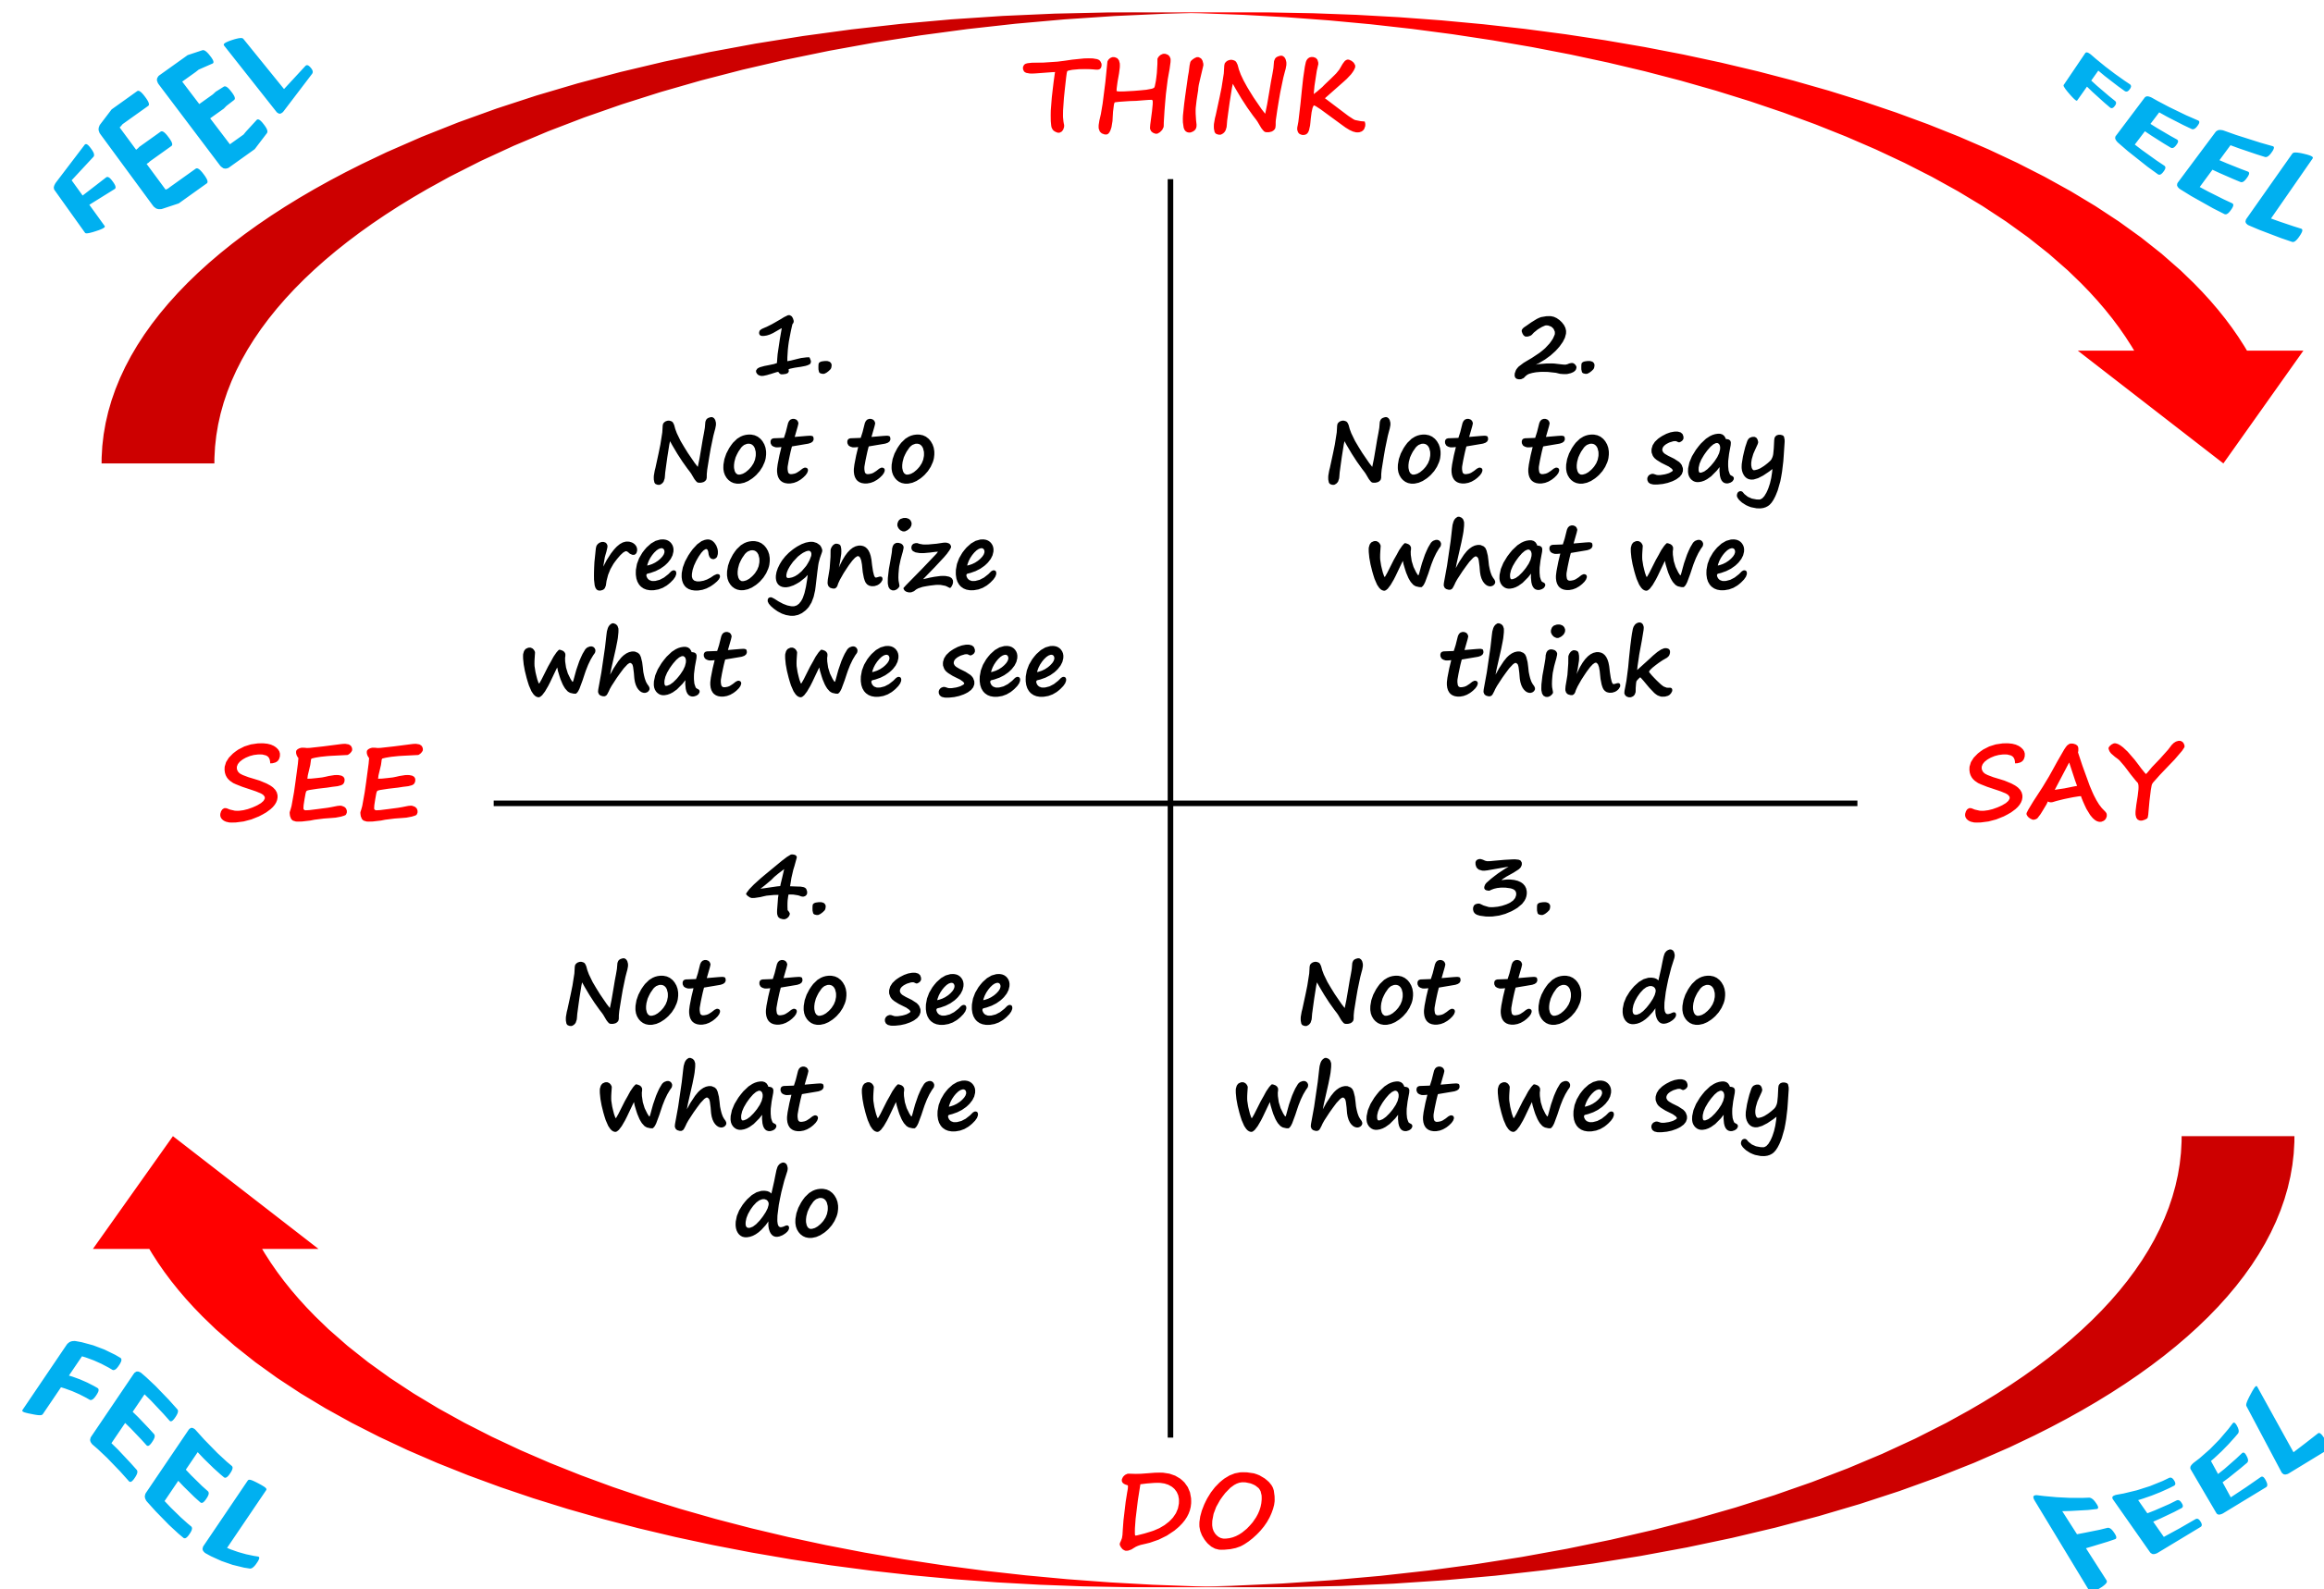 FEEL
THINK
FEEL
1.
Not to
recognize
what we see
2.
Not to say
what we
think
SEE
SAY
4.
Not to see
what we
do
3.
Not to do
what we say
FEEL
DO
FEEL